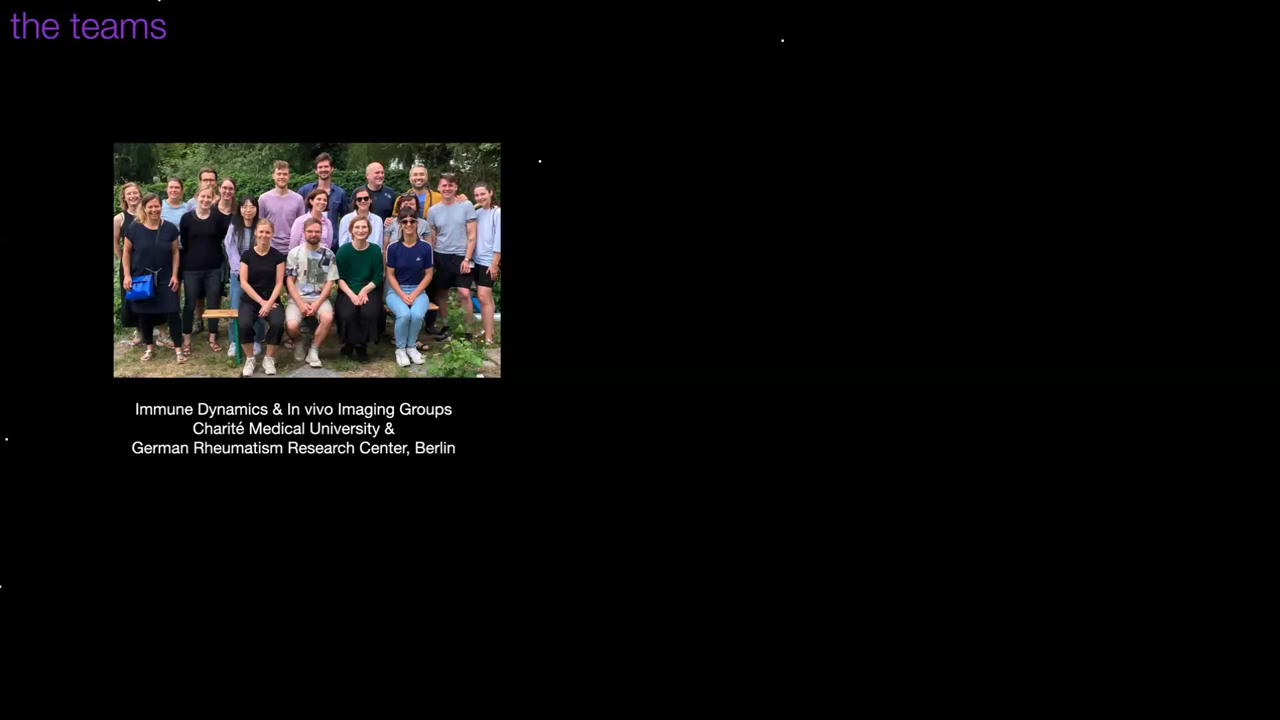 the teams
Immune Dynamics & In vivo Imaging Groups
Charité Medical University &
German Rheumatism Research Center, Berlin